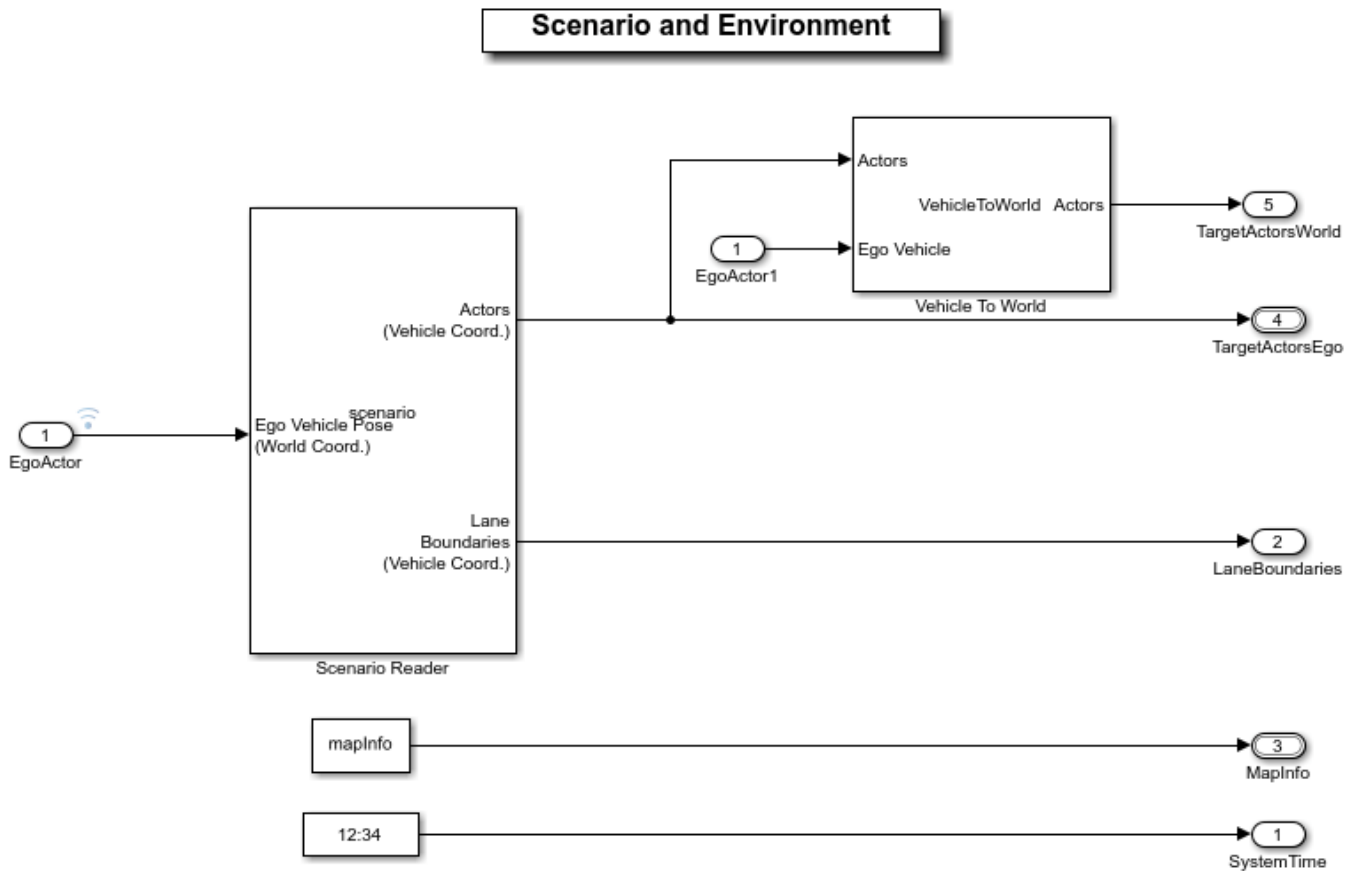 Scenario and Environment
Actors
VehicleToWorld Actors
5
TargetActorsWorld
1
EgoActor1
Ego Vehicle
Vehicle To World
Actors
(Vehicle Coord.)
4
TargetActorsEgo
scenario
1
EgoActor
Ego Vehicle Pose
(World Coord.)
Lane
Boundaries
(Vehicle Coord.)
2
LaneBoundaries
Scenario Reader
mapInfo
3
MapInfo
12:34
1
SystemTime